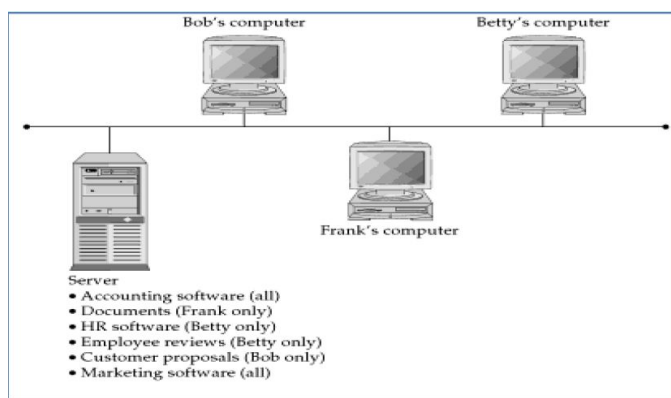 Bob's computer
Betty's computer
Frank's computer
Server
• Accounting software (all)
• Documents (Frank only)
• HR software (Betty only)
• Employee reviews (Betty only)
• Customer proposals (Bob only)
• Marketing software (all)